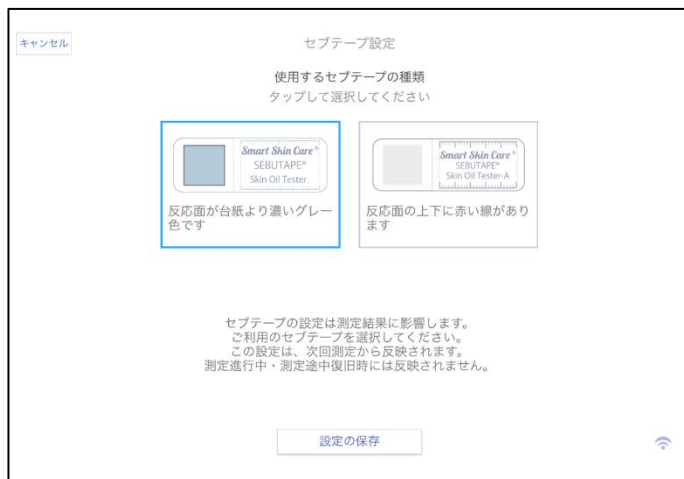 キャンセル
セブテープ設定
使用するセブテープの種類
タップして選択してください
Smart Skin Care®
SEBUTAPE®
Skin Oil Tester
反応面が台紙より濃いグレー
色です
Smart Skin Care®
SEBUTAPE®
Skin Oil Tester-A
反応面の上下に赤い線があり
ます
セブテープの設定は測定結果に影響します。
ご利用のセブテープを選択してください。
この設定は、次回測定から反映されます。
測定進行中・測定途中復旧時には反映されません。
設定の保存